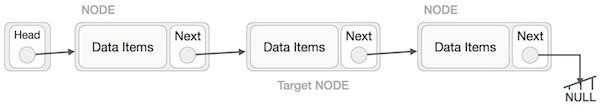 NODE
NODE
Head
Data Items
Next
Data Items
Next
Data Items
Next
Target NODE
NULL